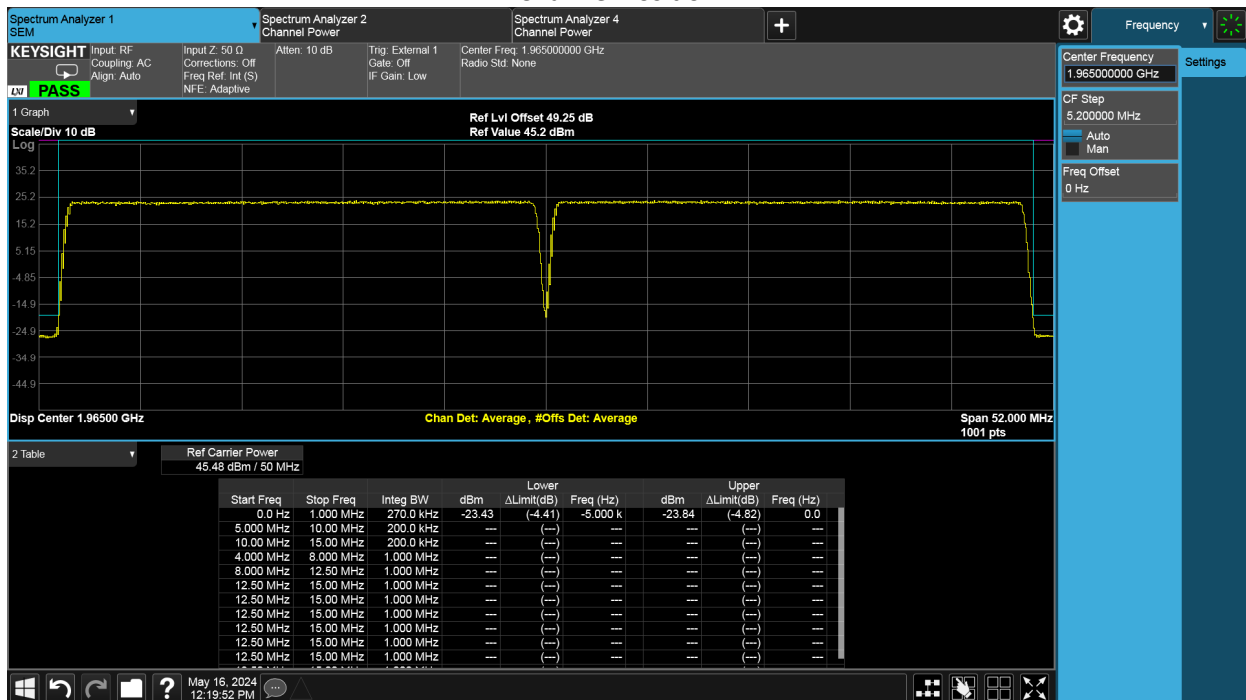 Spectrum Analyzer 1
SEM
Spectrum Analyzer 2
Channel Power
Spectrum Analyzer 4
Channel Power
Frequency
KEYSIGHT
Input: RF
Coupling: AC
Align: Auto
Input Z: 50 Ω
Corrections: Off
Freq Ref: Int (S)
NFE: Adaptive
Atten: 10 dB
Trig: External 1
Gate: Off
IF Gain: Low
Center Freq: 1.965000000 GHz
Radio Std: None
LXI
PASS
Center Frequency
1.965000000 GHz
Settings
CF Step
5.200000 MHz
Auto
Man
Freq Offset
0 Hz
1 Graph
Scale/Div 10 dB
Ref Lvl Offset 49.25 dB
Ref Value 45.2 dBm
Log
35.2
25.2
15.2
5.15
-4.85
-14.9
-24.9
-34.9
-44.9
Disp Center 1.96500 GHz
Chan Det: Average, #Offs Det: Average
Span 52.000 MHz
1001 pts
2 Table
Ref Carrier Power
45.48 dBm / 50 MHz
Lower Upper
Start Freq Stop Freq Integ BW dBm ΔLimit(dB) Freq (Hz) dBm ΔLimit(dB) Freq (Hz)
0.0 Hz 1.000 MHz 270.0 kHz -23.43 (-4.41) -5.000 k -23.84 (-4.82) 0.0
5.000 MHz 10.00 MHz 200.0 kHz --- (---) --- --- (---) ---
10.00 MHz 15.00 MHz 200.0 kHz --- (---) --- --- (---) ---
4.000 MHz 8.000 MHz 1.000 MHz --- (---) --- --- (---) ---
8.000 MHz 12.50 MHz 1.000 MHz --- (---) --- --- (---) ---
12.50 MHz 15.00 MHz 1.000 MHz --- (---) --- --- (---) ---
12.50 MHz 15.00 MHz 1.000 MHz --- (---) --- --- (---) ---
12.50 MHz 15.00 MHz 1.000 MHz --- (---) --- --- (---) ---
12.50 MHz 15.00 MHz 1.000 MHz --- (---) --- --- (---) ---
12.50 MHz 15.00 MHz 1.000 MHz --- (---) --- --- (---) ---
12.50 MHz 15.00 MHz 1.000 MHz --- (---) --- --- (---) ---
May 16, 2024
12:19:52 PM